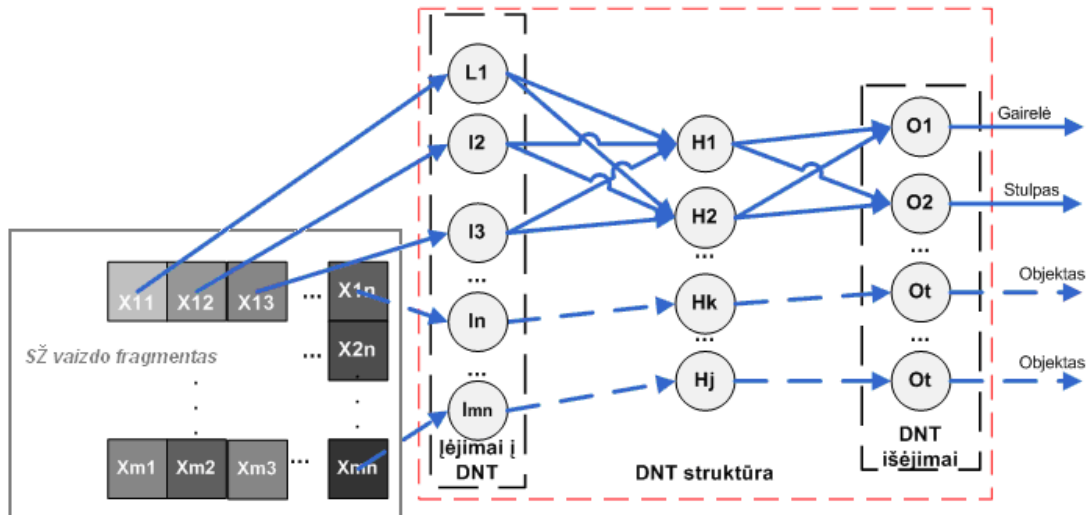 L1
I2
I3
...
In
...
Imn
Įėjimai į
DNT
H1
H2
...
Hk
...
Hj
DNT struktūra
O1
O2
...
Ot
...
Ot
DNT
išėjimai
Gairelė
Stulpas
Objektas
Objektas
X11 X12 X13 ... X1n
SŽ vaizdo fragmentas ... X2n
Xm1 Xm2 Xm3 ... Xmn